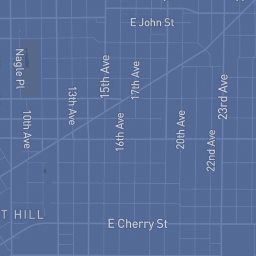 E John St
Nagle Pl
10th Ave
13th Ave
15th Ave
16th Ave
17th Ave
20th Ave
22nd Ave
23rd Ave
T HILL
E Cherry St